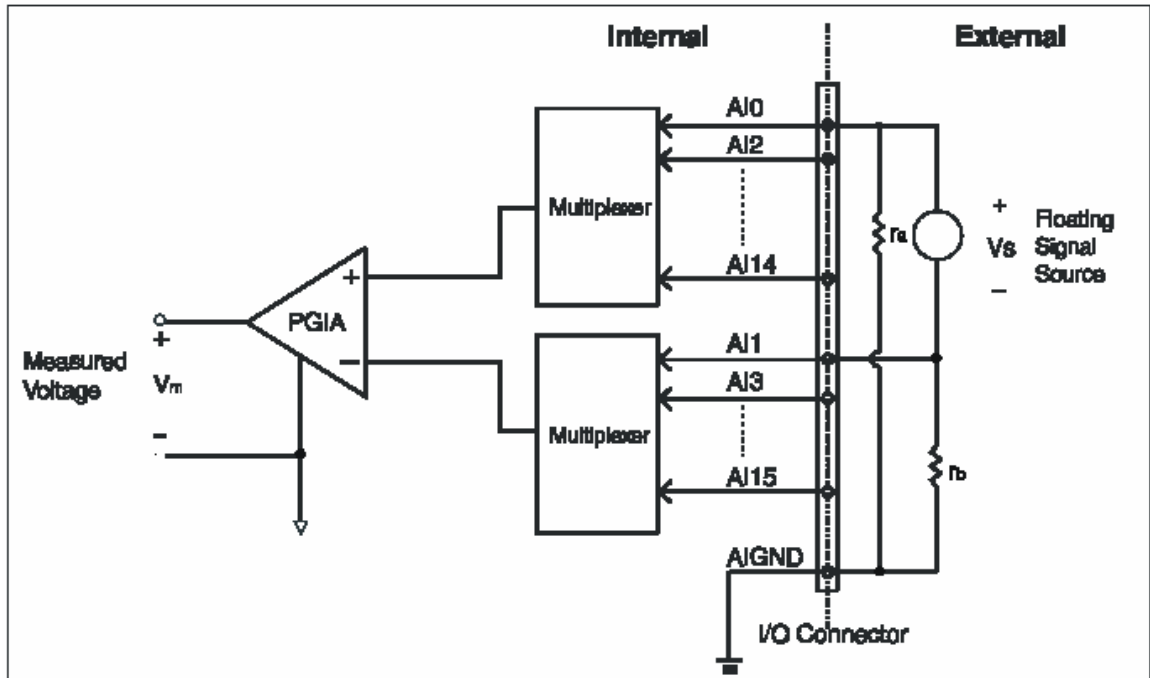 Internal
External
AI0
AI2
Multiplexer
AI14
+
Vs
−
Floating
Signal
Source
ra
+
PGIA
−
Measured
Voltage
+
Vm
-
AI1
AI3
Multiplexer
AI15
rb
AIGND
I/O Connector